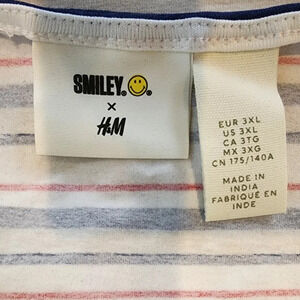 SMILEY®
×
H&M
EUR 3XL
US 3XL
CA 3TG
MX 3XG
CN 175/140A
MADE IN
INDIA
FABRIQUÉ EN
INDE